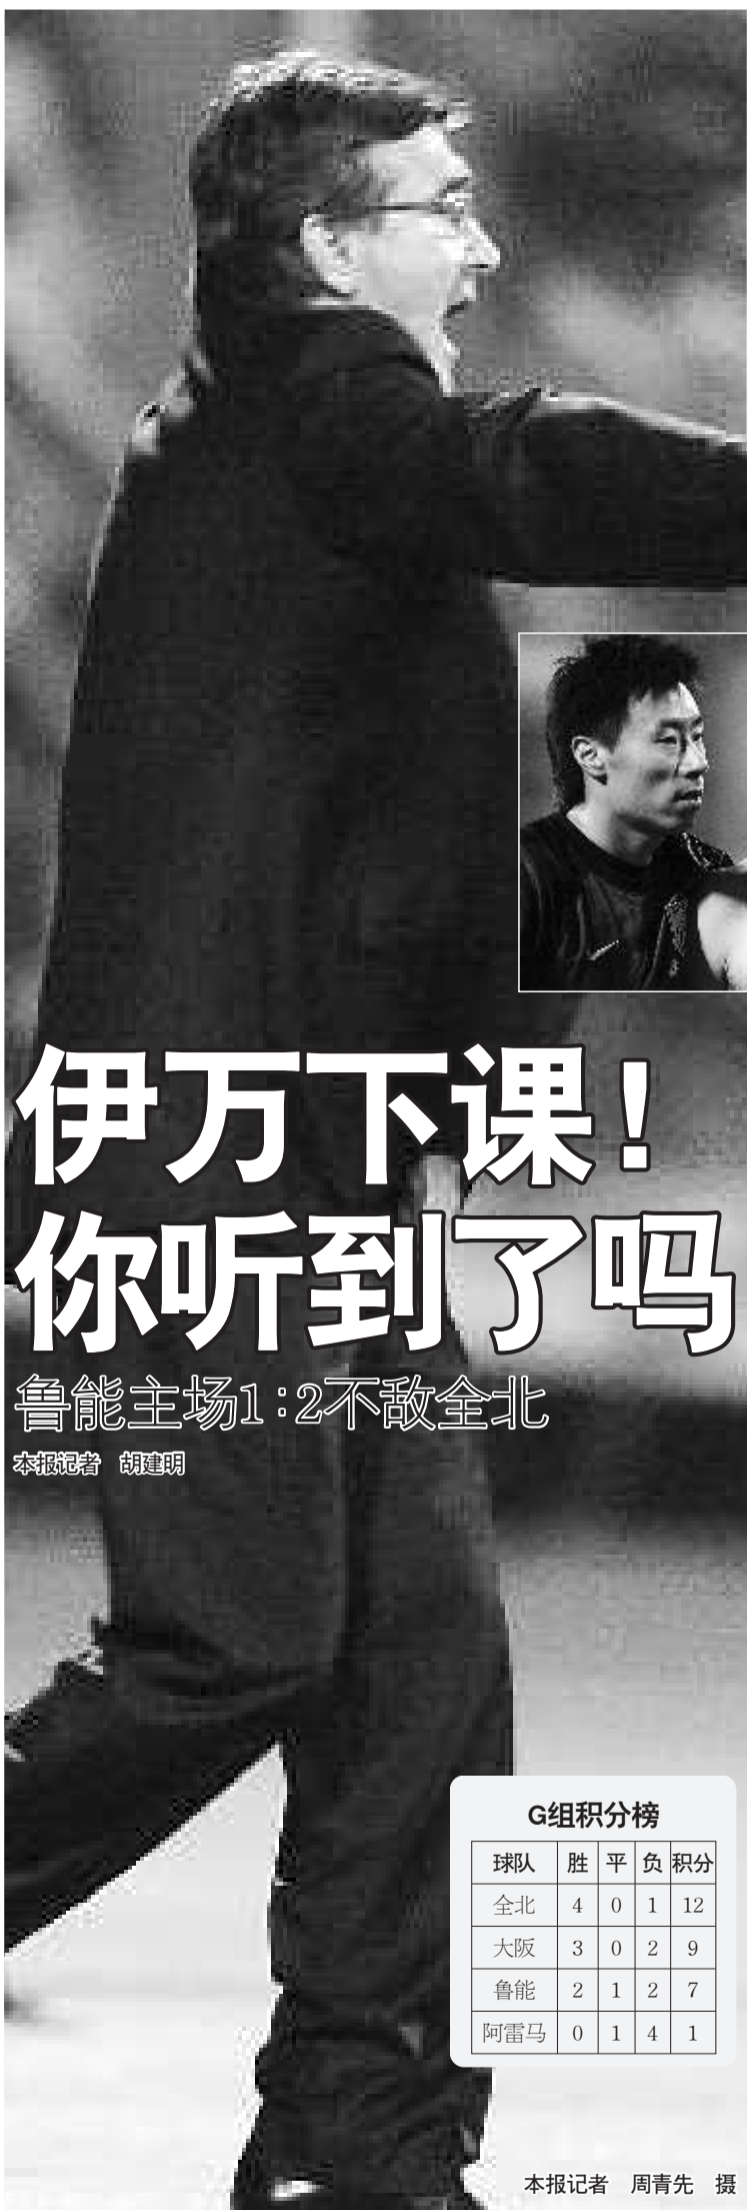 伊万下课！
你听到了吗
鲁能主场1：2不敌全北
本报记者　胡建明
G组积分榜
球队 胜 平 负 积分
全北 4 0 1 12
大阪 3 0 2 9
鲁能 2 1 2 7
阿雷马 0 1 4 1
本报记者　周青先　摄